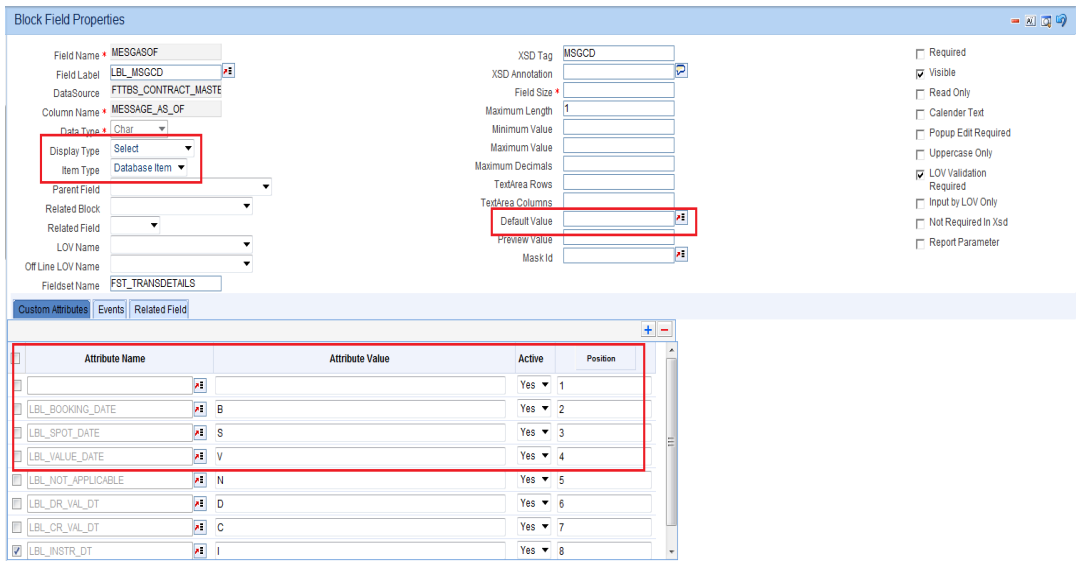 Block Field Properties
Field Name * MESGASOF
Field Label LBL_MSGCD
DataSource FTTBS_CONTRACT_MASTE
Column Name * MESSAGE_AS_OF
Data Type * Char
Display Type Select
Item Type Database Item
Parent Field
Related Block
Related Field
LOV Name
Off Line LOV Name
Fieldset Name FST_TRANSDETAILS
XSD Tag MSGCD
XSD Annotation
Field Size *
Maximum Length 1
Minimum Value
Maximum Value
Maximum Decimals
TextArea Rows
TextArea Columns
Default Value
Preview Value
Mask Id
Required
Visible
Read Only
Calender Text
Popup Edit Required
Uppercase Only
LOV Validation
Required
Input by LOV Only
Not Required In Xsd
Report Parameter
Custom Attributes Events Related Field
Attribute Name Attribute Value Active Position
Yes 1
LBL_BOOKING_DATE B Yes 2
LBL_SPOT_DATE S Yes 3
LBL_VALUE_DATE V Yes 4
LBL_NOT_APPLICABLE N Yes 5
LBL_DR_VAL_DT D Yes 6
LBL_CR_VAL_DT C Yes 7
LBL_INSTR_DT I Yes 8